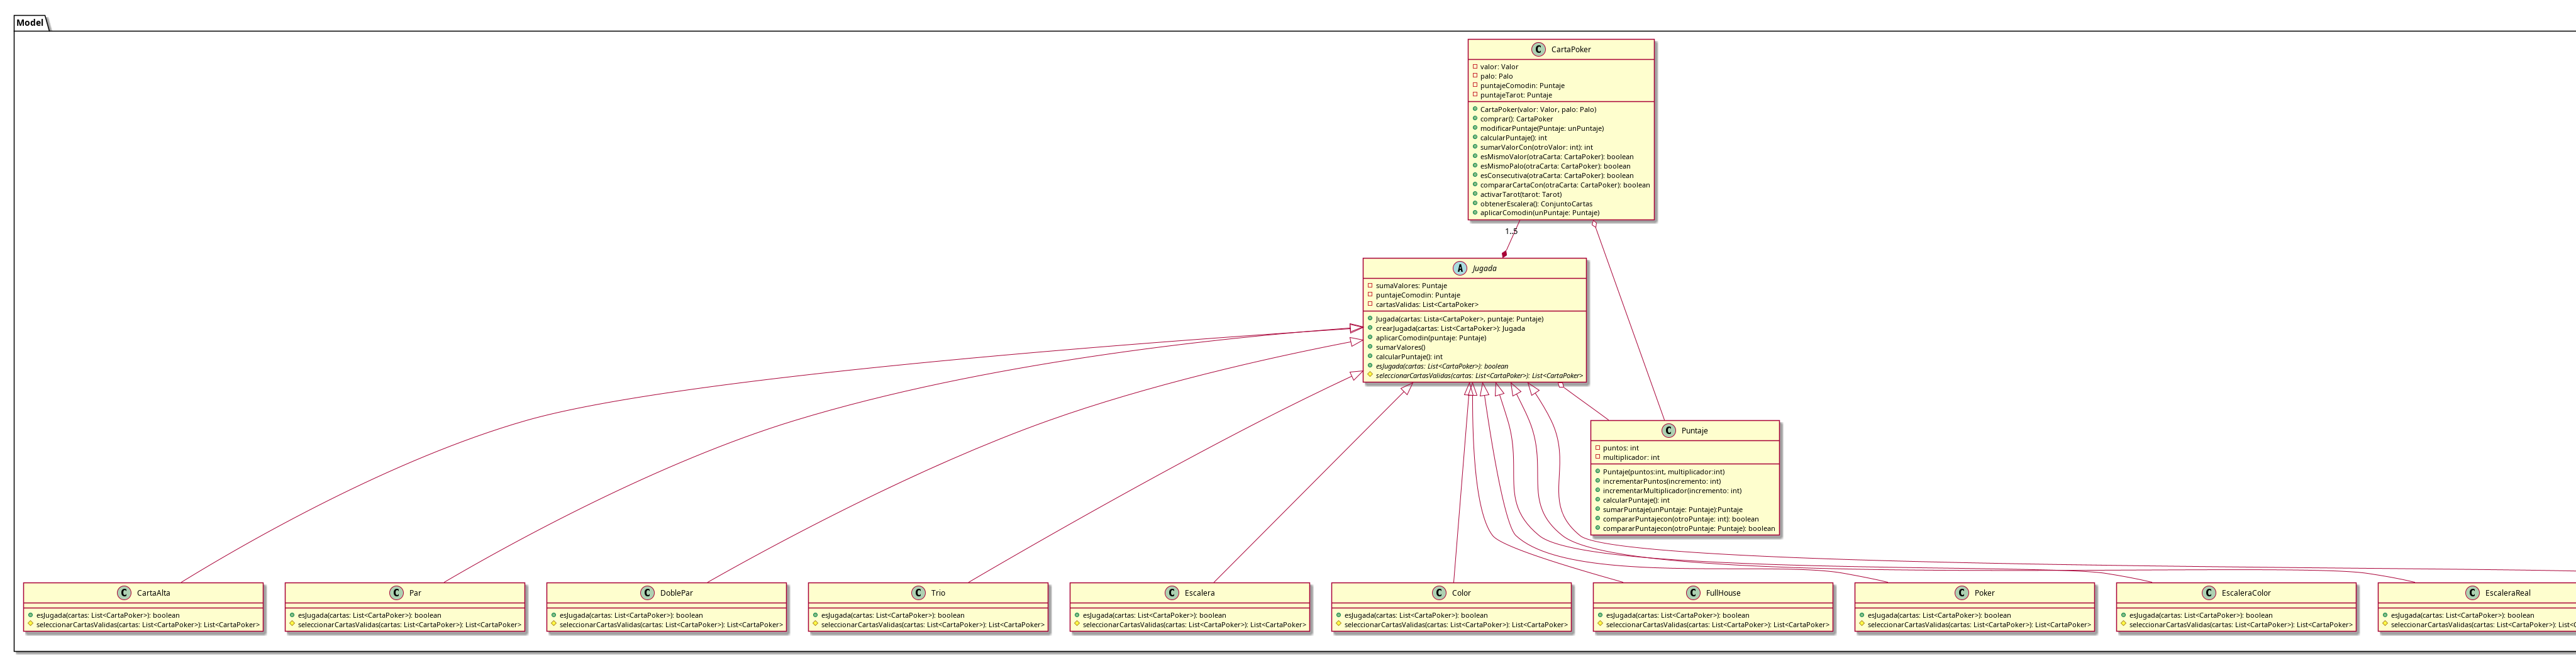 Model
CartaPoker
valor: Valor
palo: Palo
puntajeComodin: Puntaje
puntajeTarot: Puntaje
CartaPoker(valor: Valor, palo: Palo)
comprar(): CartaPoker
modificarPuntaje(Puntaje: unPuntaje)
calcularPuntaje(): int
sumarValorCon(otroValor: int): int
esMismoValor(otraCarta: CartaPoker): boolean
esMismoPalo(otraCarta: CartaPoker): boolean
esConsecutiva(otraCarta: CartaPoker): boolean
compararCartaCon(otraCarta: CartaPoker): boolean
activarTarot(tarot: Tarot)
obtenerEscalera(): ConjuntoCartas
aplicarComodin(unPuntaje: Puntaje)
1..5
Jugada
sumaValores: Puntaje
puntajeComodin: Puntaje
cartasValidas: List<CartaPoker>
Jugada(cartas: Lista<CartaPoker>, puntaje: Puntaje)
crearJugada(cartas: List<CartaPoker>): Jugada
aplicarComodin(puntaje: Puntaje)
sumarValores()
calcularPuntaje(): int
esJugada(cartas: List<CartaPoker>): boolean
seleccionarCartasValidas(cartas: List<CartaPoker>): List<CartaPoker>
Puntaje
puntos: int
multiplicador: int
Puntaje(puntos:int, multiplicador:int)
incrementarPuntos(incremento: int)
incrementarMultiplicador(incremento: int)
calcularPuntaje(): int
sumarPuntaje(unPuntaje: Puntaje):Puntaje
compararPuntajecon(otroPuntaje: int): boolean
compararPuntajecon(otroPuntaje: Puntaje): boolean
CartaAlta
esJugada(cartas: List<CartaPoker>): boolean
seleccionarCartasValidas(cartas: List<CartaPoker>): List<CartaPoker>
Par
esJugada(cartas: List<CartaPoker>): boolean
seleccionarCartasValidas(cartas: List<CartaPoker>): List<CartaPoker>
DoblePar
esJugada(cartas: List<CartaPoker>): boolean
seleccionarCartasValidas(cartas: List<CartaPoker>): List<CartaPoker>
Trio
esJugada(cartas: List<CartaPoker>): boolean
seleccionarCartasValidas(cartas: List<CartaPoker>): List<CartaPoker>
Escalera
esJugada(cartas: List<CartaPoker>): boolean
seleccionarCartasValidas(cartas: List<CartaPoker>): List<CartaPoker>
Color
esJugada(cartas: List<CartaPoker>): boolean
seleccionarCartasValidas(cartas: List<CartaPoker>): List<CartaPoker>
FullHouse
esJugada(cartas: List<CartaPoker>): boolean
seleccionarCartasValidas(cartas: List<CartaPoker>): List<CartaPoker>
Poker
esJugada(cartas: List<CartaPoker>): boolean
seleccionarCartasValidas(cartas: List<CartaPoker>): List<CartaPoker>
EscaleraColor
esJugada(cartas: List<CartaPoker>): boolean
seleccionarCartasValidas(cartas: List<CartaPoker>): List<CartaPoker>
EscaleraReal
esJugada(cartas: List<CartaPoker>): boolean
seleccionarCartasValidas(cartas: List<CartaPoker>):